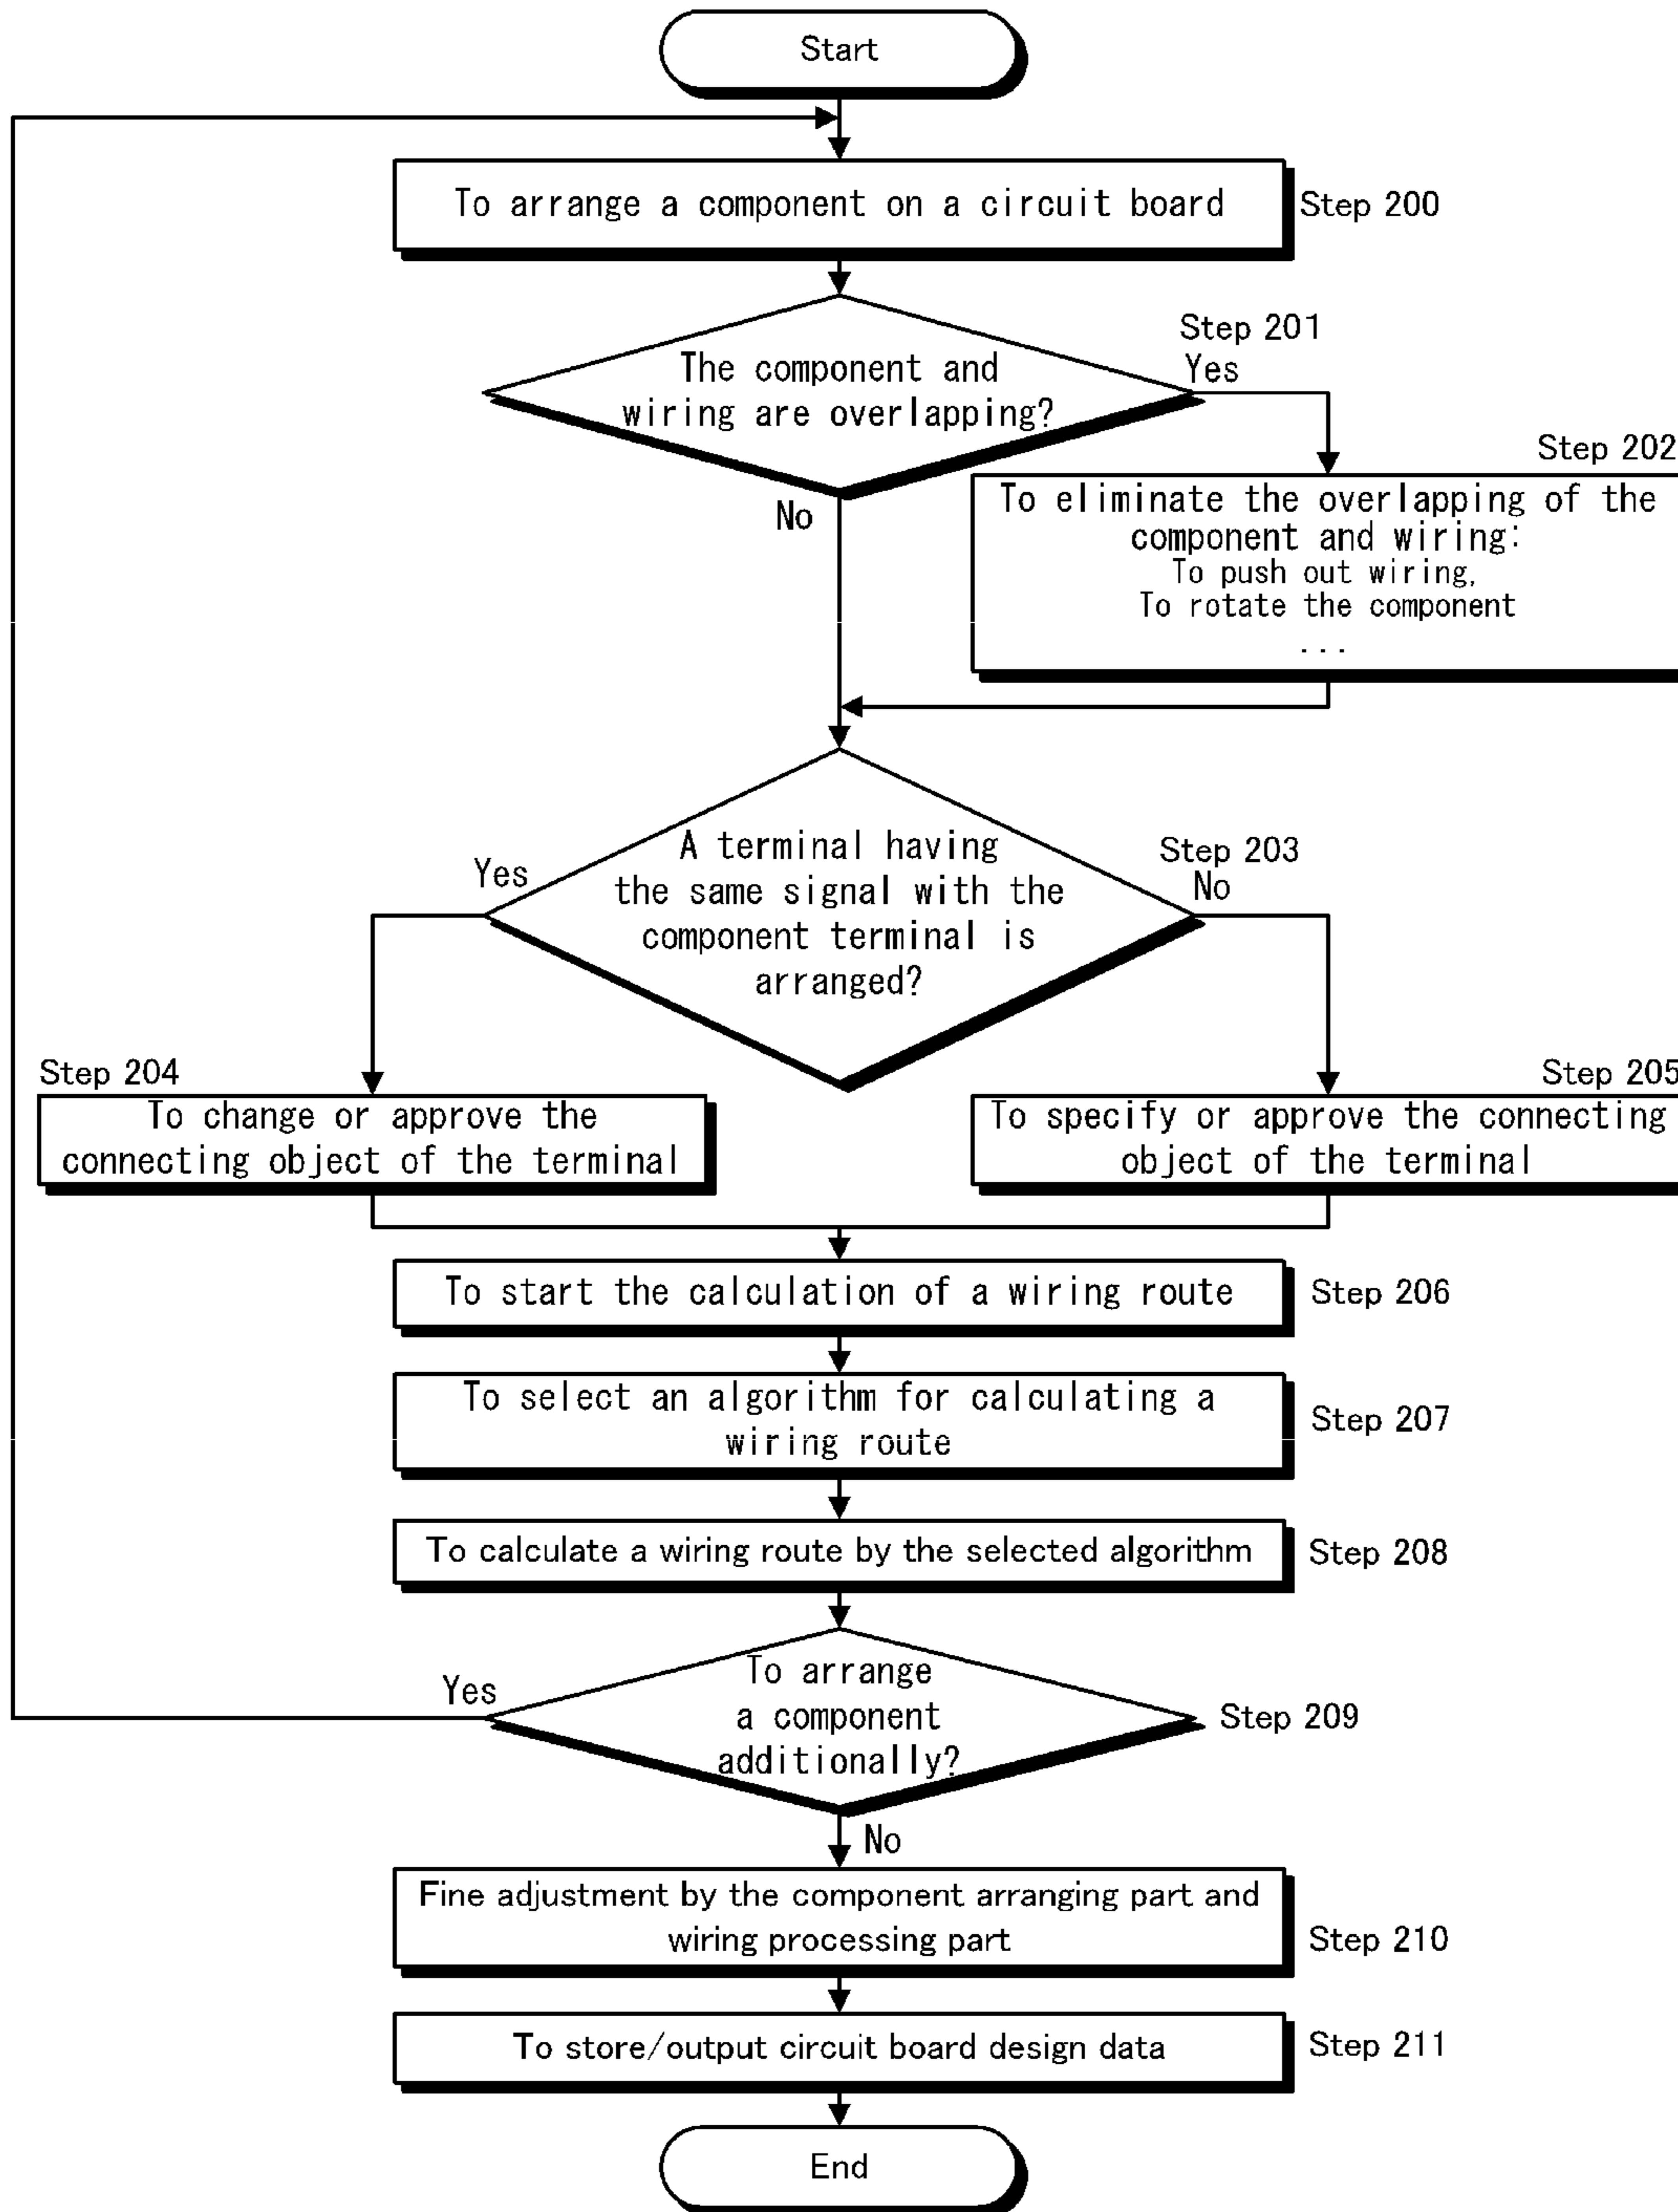 Start
To arrange a component on a circuit board
Step 200
Step 201
The component and
wiring are overlapping?
Yes
No
Step 202
To eliminate the overlapping of the
component and wiring:
To push out wiring,
To rotate the component
...
Step 203
A terminal having
the same signal with the
component terminal is
arranged?
Yes
No
Step 204
To change or approve the
connecting object of the terminal
Step 205
To specify or approve the connecting
object of the terminal
To start the calculation of a wiring route
Step 206
To select an algorithm for calculating a
wiring route
Step 207
To calculate a wiring route by the selected algorithm
Step 208
To arrange
a component
additionally?
Yes
Step 209
No
Fine adjustment by the component arranging part and
wiring processing part
Step 210
To store/output circuit board design data
Step 211
End